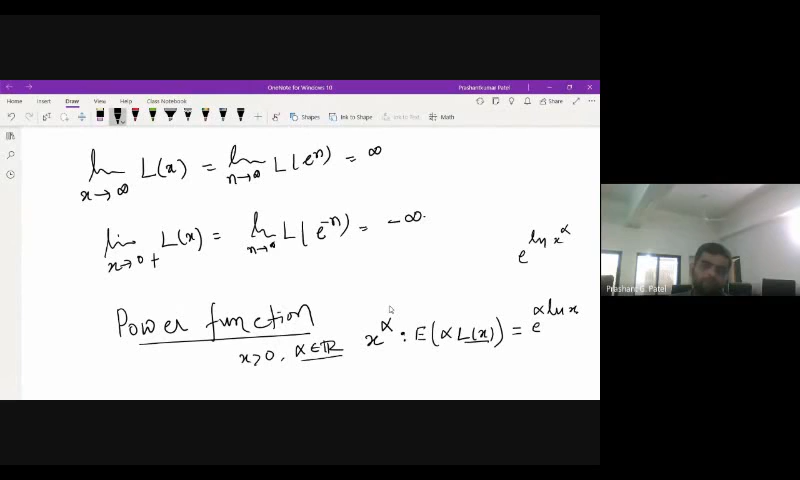 OneNote for Windows 10
Prashantkumar Patel
Home Insert Draw View Help Class Notebook
Share
Shapes Ink to Shape Ink to Text Math
lim x→∞ L(x) = lim n→∞ L(eⁿ) = ∞
lim x→0+ L(x) = lim n→∞ L(e⁻ⁿ) = -∞.
e^{ln x^α}
Power function
x>0, α∈ℝ x^α : E(α L(x)) = e^{α ln x}
Prashant G. Patel